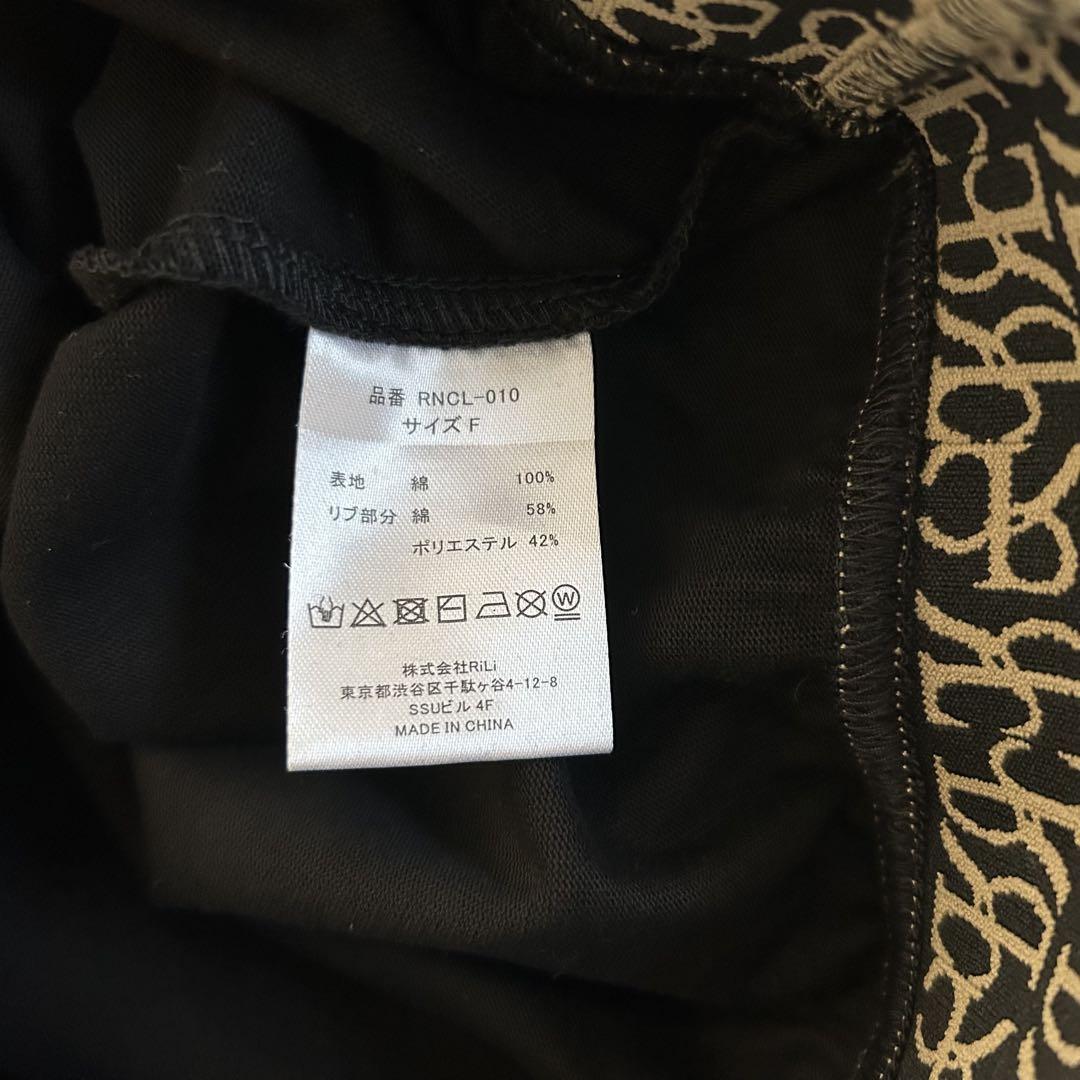 品番 RNCL-010
サイズ F
表地 綿 100%
リブ部分 綿 58%
ポリエステル 42%
W
株式会社RiLi
東京都渋谷区千駄ヶ谷4-12-8
SSUビル 4F
MADE IN CHINA